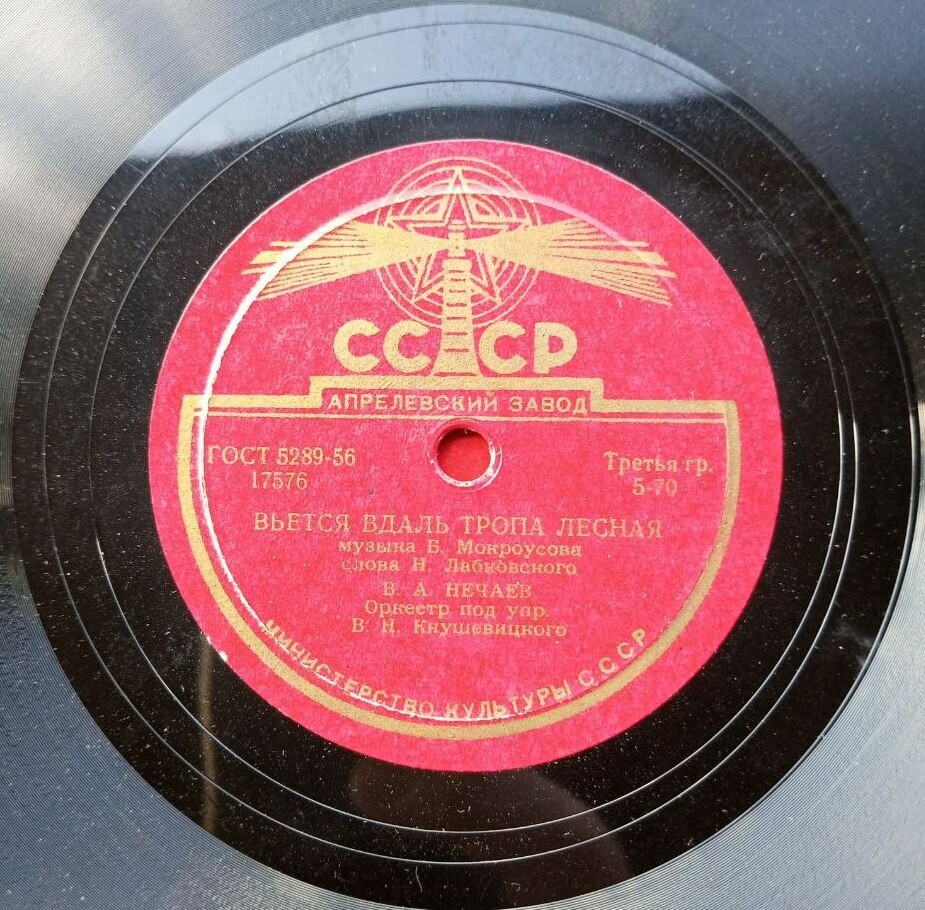 СССР
АПРЕЛЕВСКИЙ ЗАВОД
ГОСТ 5289-56
17576
Третья гр.
5-70
ВЬЕТСЯ ВДАЛЬ ТРОПА ЛЕСНАЯ
музыка Б. Мокроусова
слова Н. Лабковского
В. А. НЕЧАЕВ
Оркестр под упр.
В. Н. Кнушевицкого
МИНИСТЕРСТВО КУЛЬТУРЫ СССР